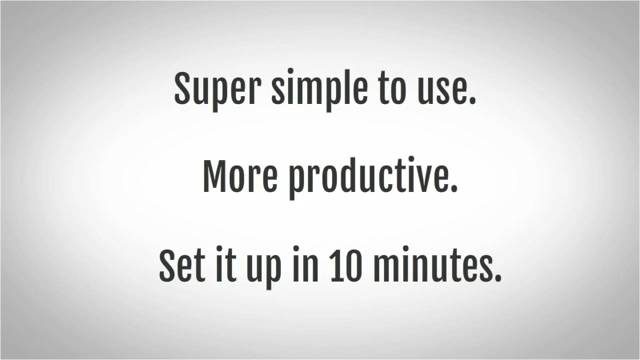 Super simple to use.
More productive.
Set it up in 10 minutes.